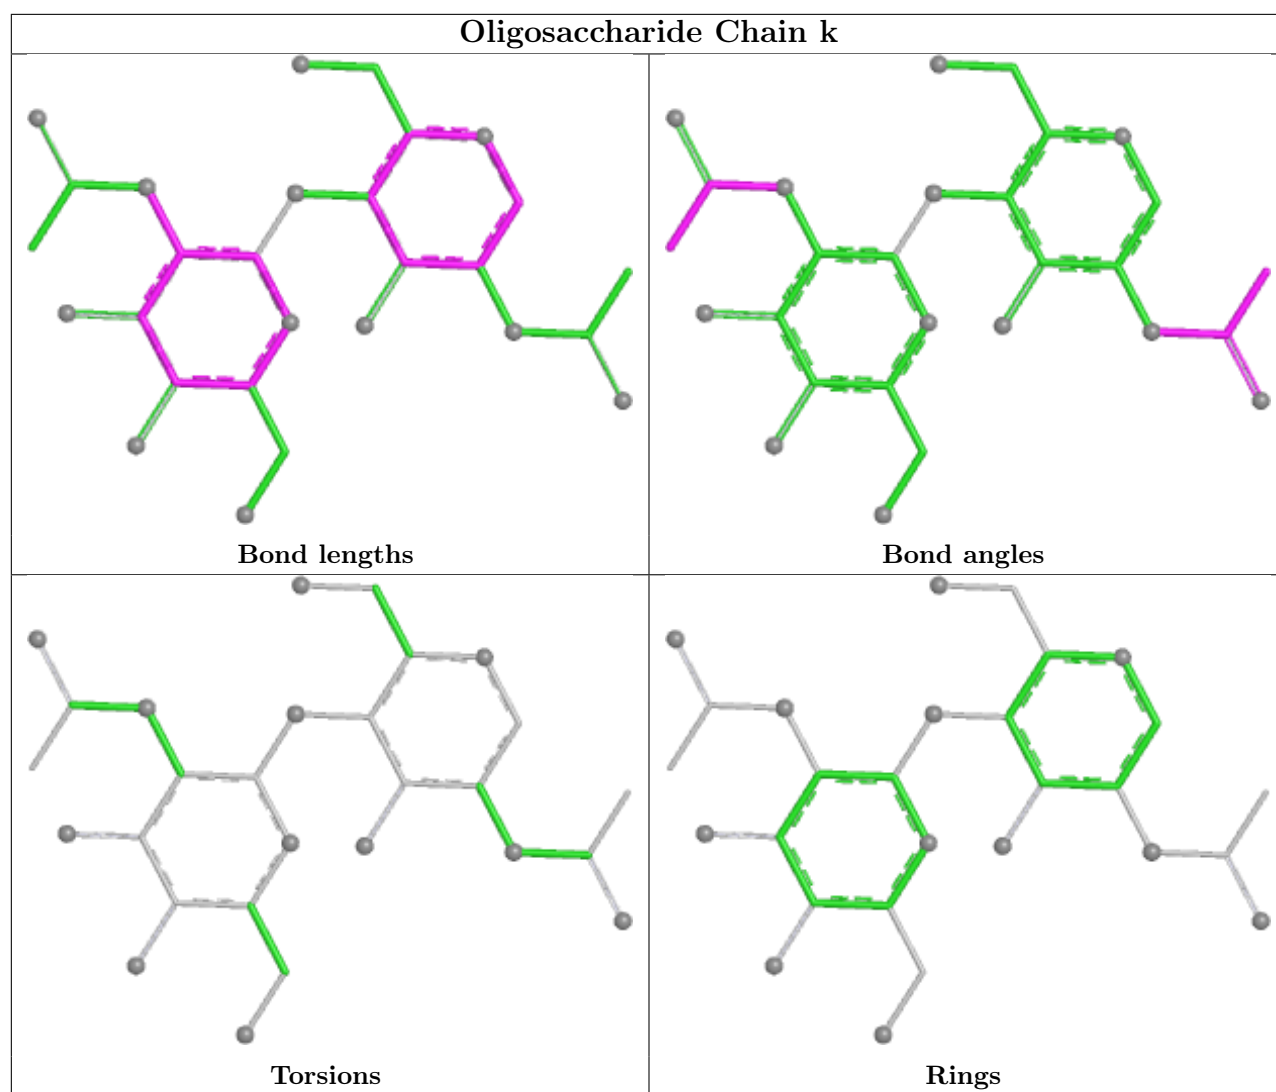 Oligosaccharide Chain k
Bond lengths
Bond angles
Torsions
Rings